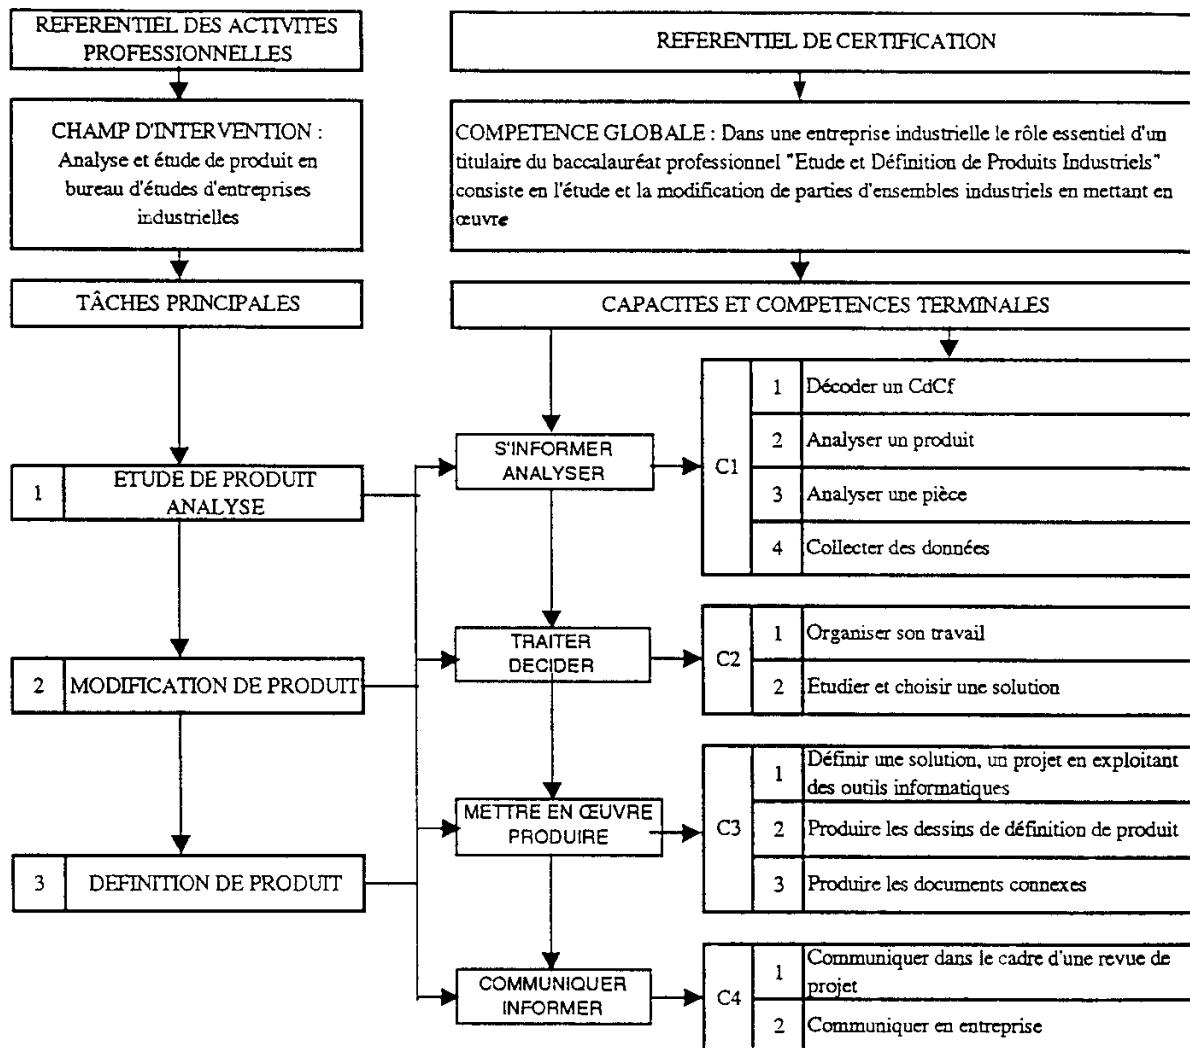 REFERENTIEL DES ACTIVITES
PROFESSIONNELLES
CHAMP D'INTERVENTION :
Analyse et étude de produit en
bureau d'études d'entreprises
industrielles
TÂCHES PRINCIPALES
1 ETUDE DE PRODUIT
ANALYSE
2 MODIFICATION DE PRODUIT
3 DEFINITION DE PRODUIT
REFERENTIEL DE CERTIFICATION
COMPETENCE GLOBALE : Dans une entreprise industrielle le rôle essentiel d'un
titulaire du baccalauréat professionnel "Etude et Définition de Produits Industriels"
consiste en l'étude et la modification de parties d'ensembles industriels en mettant en
œuvre
CAPACITES ET COMPETENCES TERMINALES
S'INFORMER
ANALYSER
C1
1 Décoder un CdCf
2 Analyser un produit
3 Analyser une pièce
4 Collecter des données
TRAITER
DECIDER
C2
1 Organiser son travail
2 Etudier et choisir une solution
METTRE EN ŒUVRE
PRODUIRE
C3
1 Définir une solution, un projet en exploitant
des outils informatiques
2 Produire les dessins de définition de produit
3 Produire les documents connexes
COMMUNIQUER
INFORMER
C4
1 Communiquer dans le cadre d'une revue de
projet
2 Communiquer en entreprise